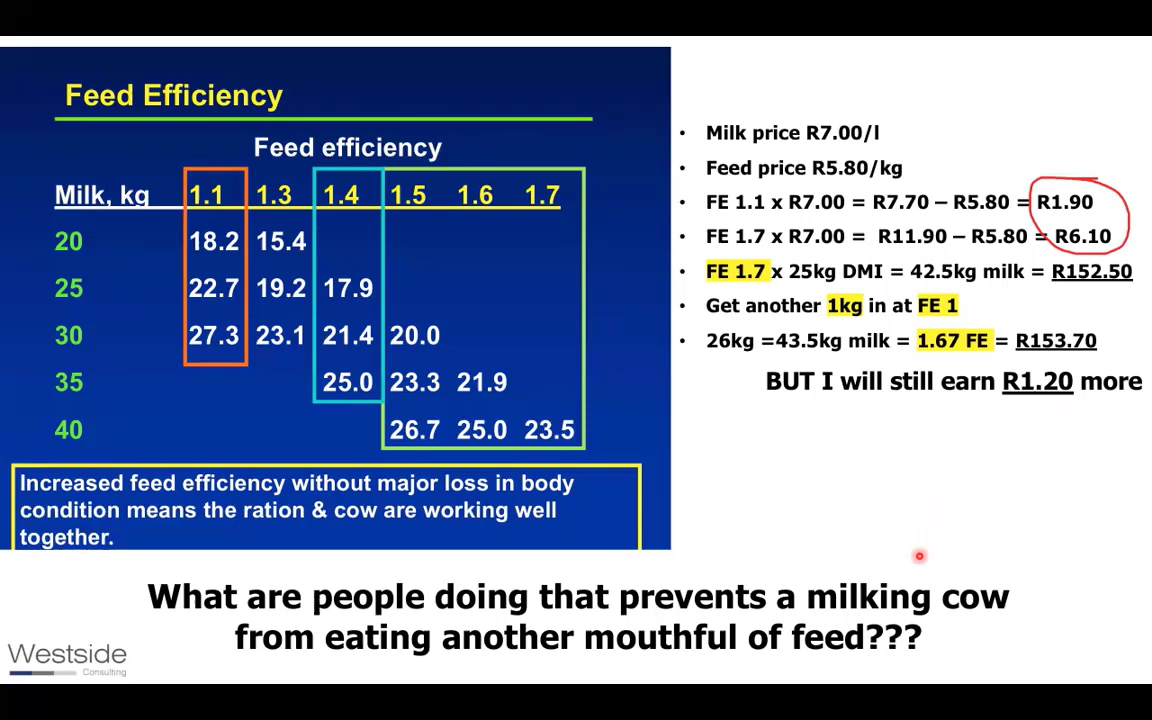 Feed Efficiency
Feed efficiency
Milk, kg 1.1 1.3 1.4 1.5 1.6 1.7
20 18.2 15.4
25 22.7 19.2 17.9
30 27.3 23.1 21.4 20.0
35 25.0 23.3 21.9
40 26.7 25.0 23.5
Increased feed efficiency without major loss in body
condition means the ration & cow are working well
together.
• Milk price R7.00/l
• Feed price R5.80/kg
• FE 1.1 x R7.00 = R7.70 – R5.80 = R1.90
• FE 1.7 x R7.00 = R11.90 – R5.80 = R6.10
• FE 1.7 x 25kg DMI = 42.5kg milk = R152.50
• Get another 1kg in at FE 1
• 26kg =43.5kg milk = 1.67 FE = R153.70
BUT I will still earn R1.20 more
What are people doing that prevents a milking cow
from eating another mouthful of feed???
Westside
Consulting